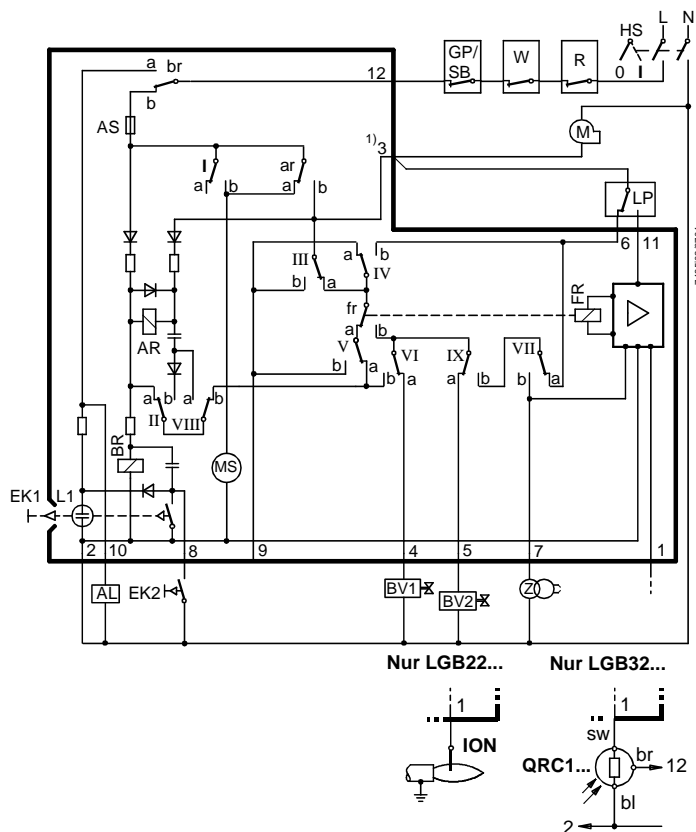 HS L N
GP/
SB
W
R
0 I
a br
b
12
AS
M
1)
3
I
a b
ar
a b
LP
6 11
III
b a
a b
IV
fr
a b
FR
AR
V
b a
VI
b a
IX
a b
VII
b a
a b a b
II VIII
BR
MS
EK1 L1
2 10 8 9 4 5 7 1
AL
EK2
BV1
BV2
Z
Nur LGB22... Nur LGB32...
1
1
sw
ION
br
12
QRC1...
bl
2